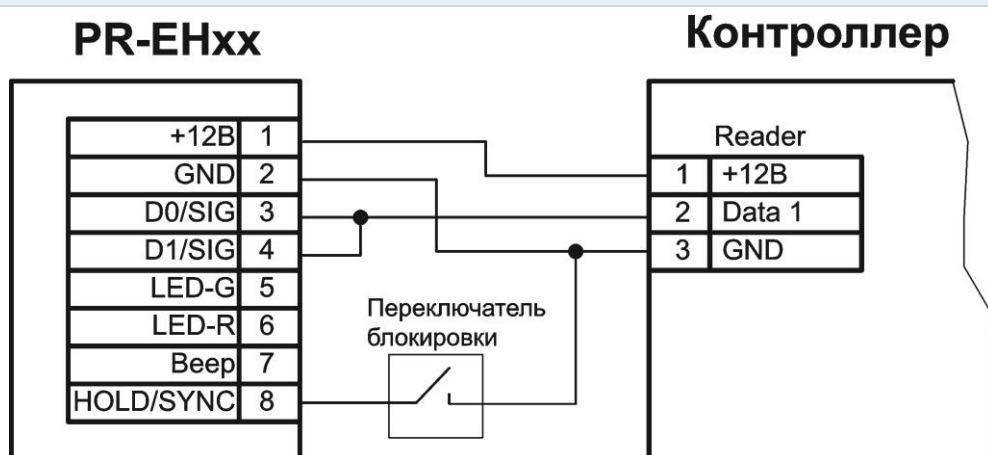 PR-EHxx
Контроллер
+12В 1
GND 2
D0/SIG 3
D1/SIG 4
LED-G 5
LED-R 6
Beep 7
HOLD/SYNC 8
Reader
1 +12В
2 Data 1
3 GND
Переключатель
блокировки